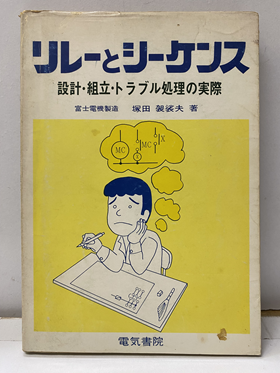 リレーとシーケンス
設計・組立・トラブル処理の実際
富士電機製造 塚田 袈裟夫 著
MC
MC
X
電気書院